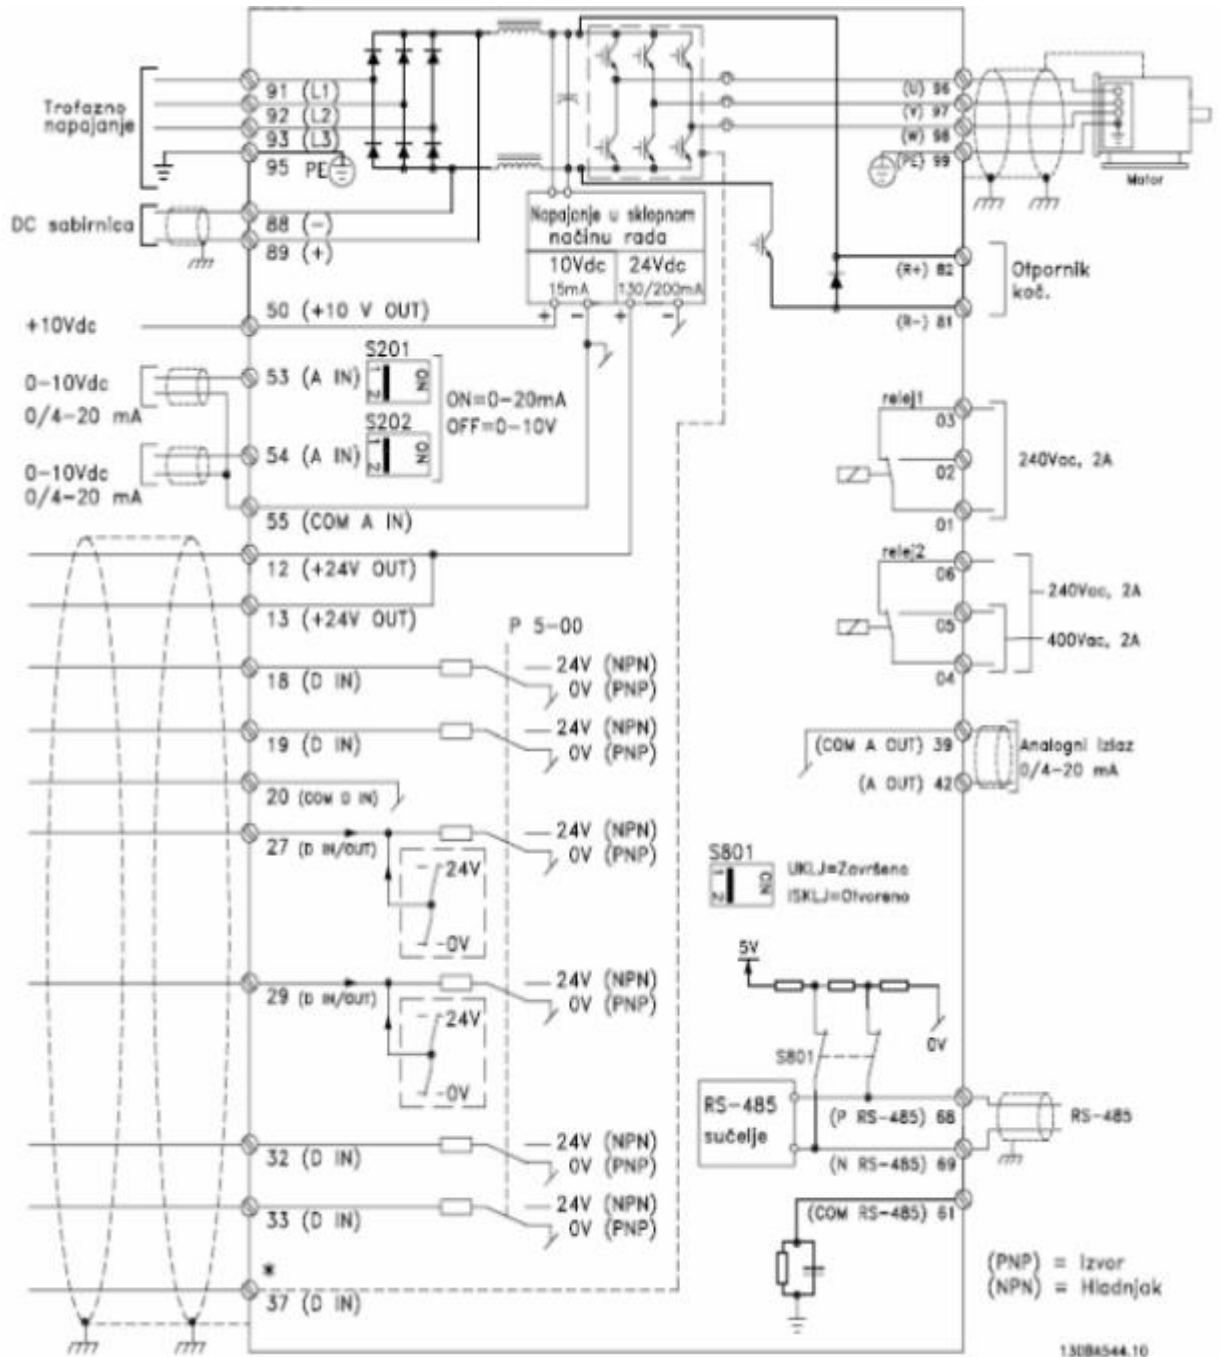 Trofazno
napajanje
91 (L1)
92 (L2)
93 (L3)
95 PE
DC sabirnica
88 (-)
89 (+)
+10Vdc
50 (+10 V OUT)
0-10Vdc
0/4-20 mA
53 (A IN)
S201
1 2
ON
S202
1 2
ON
ON=0-20mA
OFF=0-10V
0-10Vdc
0/4-20 mA
54 (A IN)
55 (COM A IN)
12 (+24V OUT)
13 (+24V OUT)
P 5-00
18 (D IN)
24V (NPN)
0V (PNP)
19 (D IN)
24V (NPN)
0V (PNP)
20 (COM D IN)
27 (D IN/OUT)
24V (NPN)
0V (PNP)
24V
0V
29 (D IN/OUT)
24V (NPN)
0V (PNP)
24V
0V
32 (D IN)
24V (NPN)
0V (PNP)
33 (D IN)
24V (NPN)
0V (PNP)
*
37 (D IN)
Napajanje u sklopnom
načinu rada
10Vdc
15mA
24Vdc
130/200mA
+ - + -
(U) 96
(V) 97
(W) 98
(PE) 99
Motor
(R+) 82
(R-) 81
Otpornik
koč.
relej1
03
02
01
240Vac, 2A
relej2
06
05
04
240Vac, 2A
400Vac, 2A
(COM A OUT) 39
(A OUT) 42
Analogni izlaz
0/4-20 mA
S801
1 2
ON
UKLJ=Završeno
ISKLJ=Otvoreno
5V
S801
0V
RS-485
sučelje
(P RS-485) 68
(N RS-485) 69
(COM RS-485) 61
RS-485
(PNP) = Izvor
(NPN) = Hladnjak
130BA544.10